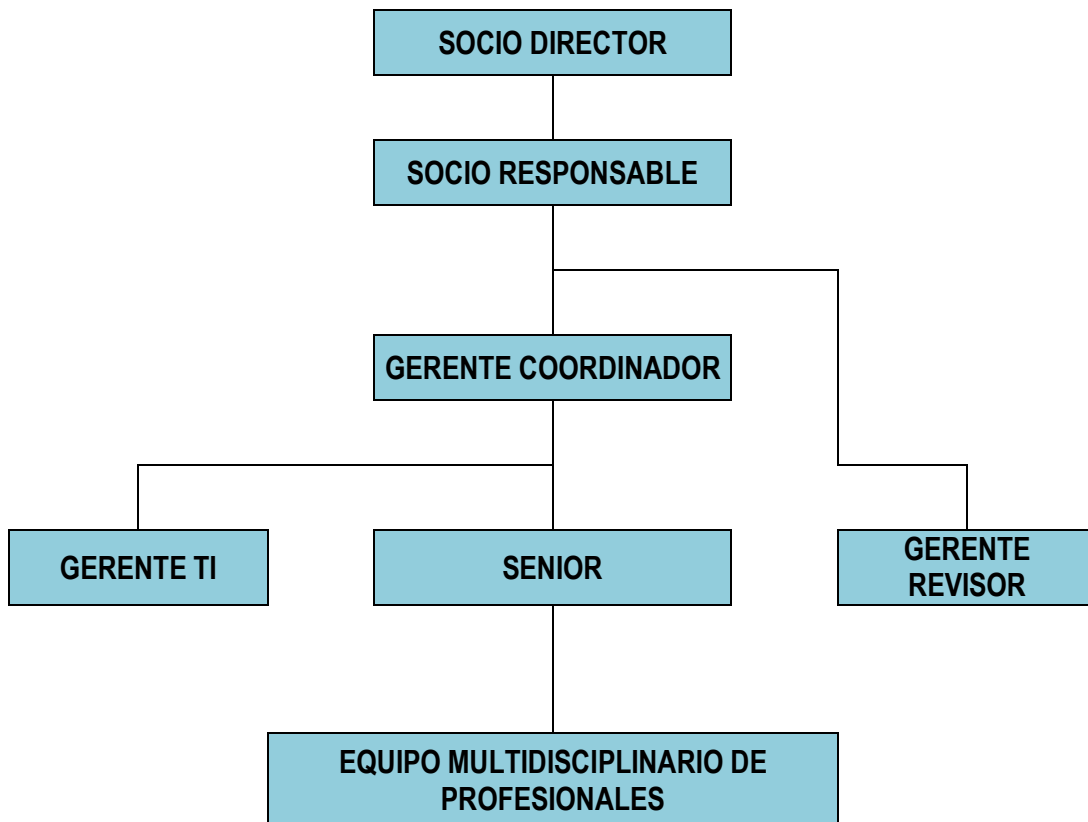 SOCIO DIRECTOR
SOCIO RESPONSABLE
GERENTE COORDINADOR
GERENTE TI
SENIOR
GERENTE
REVISOR
EQUIPO MULTIDISCIPLINARIO DE
PROFESIONALES